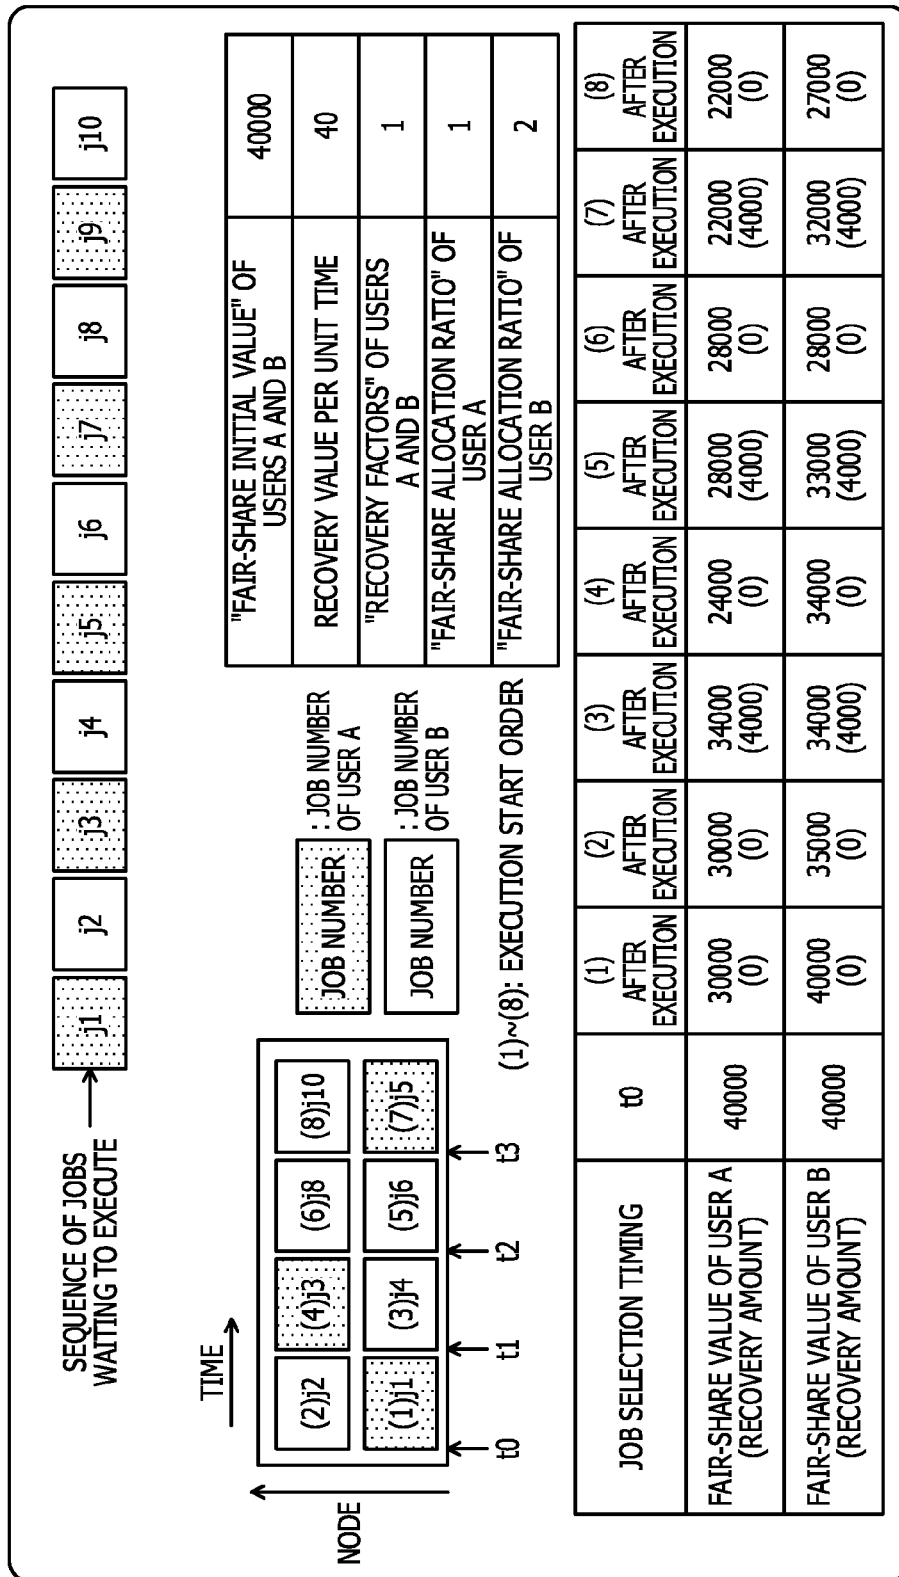 SEQUENCE OF JOBS
WAITING TO EXECUTE
j1 j2 j3 j4 j5 j6 j7 j8 j9 j10
TIME
NODE
(2)j2 (4)j3 (6)j8 (8)j10
(1)j1 (3)j4 (5)j6 (7)j5
t0 t1 t2 t3
JOB NUMBER
: JOB NUMBER
OF USER A
JOB NUMBER
: JOB NUMBER
OF USER B
(1)~(8): EXECUTION START ORDER
"FAIR-SHARE INITIAL VALUE" OF
USERS A AND B
40000
RECOVERY VALUE PER UNIT TIME
40
"RECOVERY FACTORS" OF USERS
A AND B
1
"FAIR-SHARE ALLOCATION RATIO" OF
USER A
1
"FAIR-SHARE ALLOCATION RATIO" OF
USER B
2
JOB SELECTION TIMING
t0
(1)
AFTER
EXECUTION
(2)
AFTER
EXECUTION
(3)
AFTER
EXECUTION
(4)
AFTER
EXECUTION
(5)
AFTER
EXECUTION
(6)
AFTER
EXECUTION
(7)
AFTER
EXECUTION
(8)
AFTER
EXECUTION
FAIR-SHARE VALUE OF USER A
(RECOVERY AMOUNT)
40000
30000
(0)
30000
(0)
34000
(4000)
24000
(0)
28000
(4000)
28000
(0)
22000
(4000)
22000
(0)
FAIR-SHARE VALUE OF USER B
(RECOVERY AMOUNT)
40000
40000
(0)
35000
(0)
34000
(4000)
34000
(0)
33000
(4000)
28000
(0)
32000
(4000)
27000
(0)